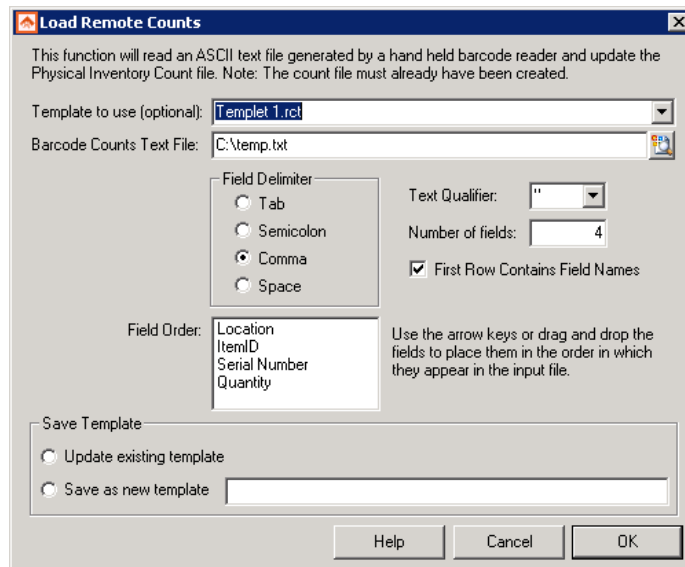 Load Remote Counts
This function will read an ASCII text file generated by a hand held barcode reader and update the
Physical Inventory Count file. Note: The count file must already have been created.
Template to use (optional): Templet 1.rct
Barcode Counts Text File: C:\temp.txt
Field Delimiter
Tab
Semicolon
Comma
Space
Text Qualifier: "
Number of fields: 4
First Row Contains Field Names
Field Order:
Location
ItemID
Serial Number
Quantity
Use the arrow keys or drag and drop the
fields to place them in the order in which
they appear in the input file.
Save Template
Update existing template
Save as new template
Help Cancel OK